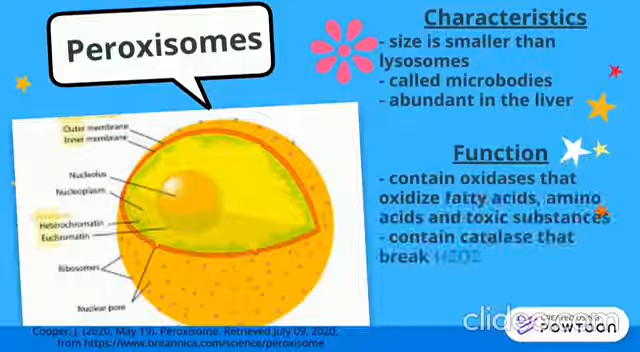 Peroxisomes
Characteristics
- size is smaller than
lysosomes
- called microbodies
- abundant in the liver
Function
- contain oxidases that
oxidize fatty acids, amino
acids and toxic substances
- contain catalase that
break H2O2
Outer membrane
Inner membrane
Nucleolus
Nucleoplasm
Heterochromatin
Euchromatin
Ribosomes
Nuclear pore
Cooper, J. (2020, May 19). Peroxisome. Retrieved July 09, 2020,
from https://www.britannica.com/science/peroxisome
CREATED USING
POWTOON